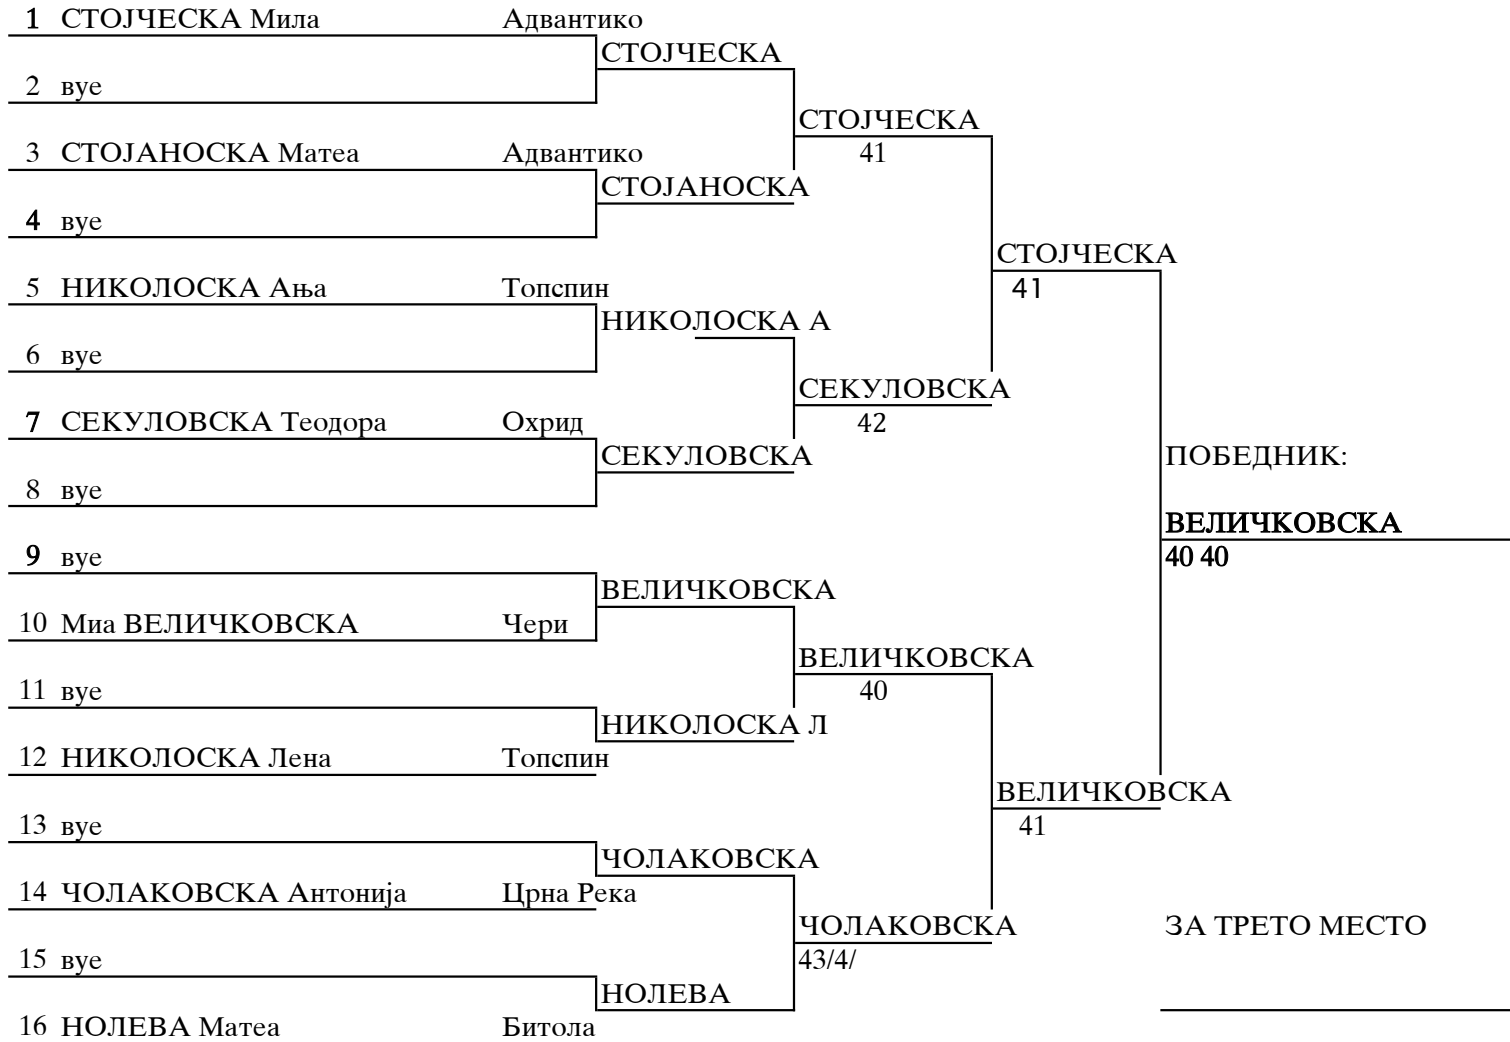 1 СТОЈЧЕСКА Мила Адвантико
СТОЈЧЕСКА
2 вуе
СТОЈЧЕСКА
3 СТОЈАНОСКА Матеа Адвантико 41
СТОЈАНОСКА
4 вуе
СТОЈЧЕСКА
5 НИКОЛОСКА Ања Топспин 41
НИКОЛОСКА А
6 вуе
СЕКУЛОВСКА
7 СЕКУЛОВСКА Теодора Охрид 42
СЕКУЛОВСКА ПОБЕДНИК:
8 вуе
ВЕЛИЧКОВСКА
9 вуе 40 40
ВЕЛИЧКОВСКА
10 Миа ВЕЛИЧКОВСКА Чери
ВЕЛИЧКОВСКА
11 вуе 40
НИКОЛОСКА Л
12 НИКОЛОСКА Лена Топспин
ВЕЛИЧКОВСКА
13 вуе 41
ЧОЛАКОВСКА
14 ЧОЛАКОВСКА Антонија Црна Река
ЧОЛАКОВСКА ЗА ТРЕТО МЕСТО
15 вуе 43/4/
НОЛЕВА
16 НОЛЕВА Матеа Битола